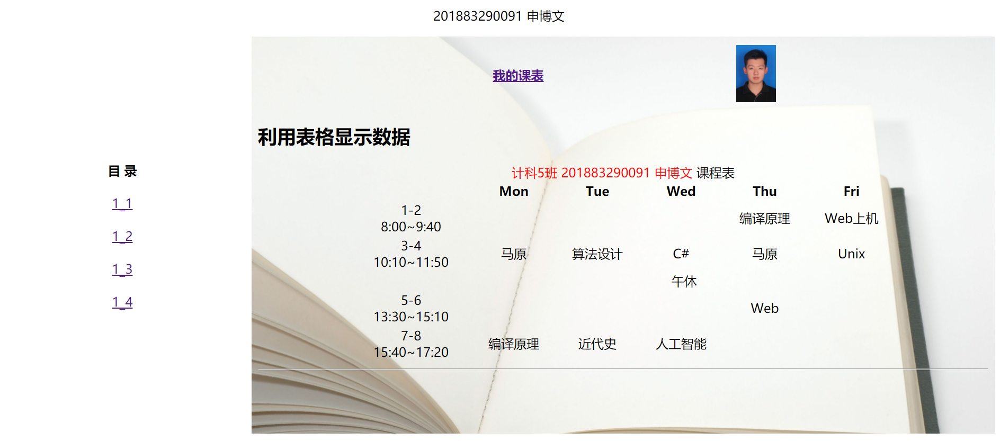 201883290091 申博文
我的课表
利用表格显示数据
目 录
1_1
1_2
1_3
1_4
计科5班 201883290091 申博文 课程表
Mon Tue Wed Thu Fri
1-2
8:00~9:40 编译原理 Web上机
3-4
10:10~11:50 马原 算法设计 C# 马原 Unix
午休
5-6
13:30~15:10 Web
7-8
15:40~17:20 编译原理 近代史 人工智能